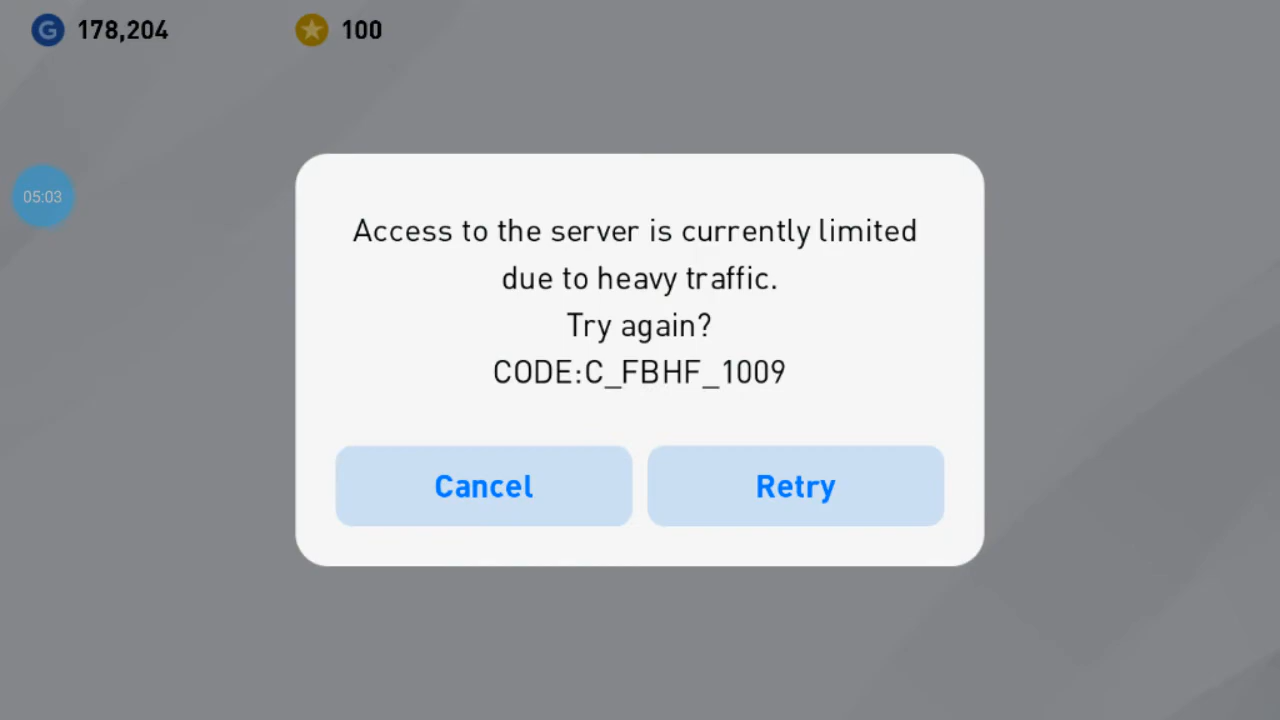 G 178,204 100
05:03
Access to the server is currently limited
due to heavy traffic.
Try again?
CODE:C_FBHF_1009
Cancel Retry